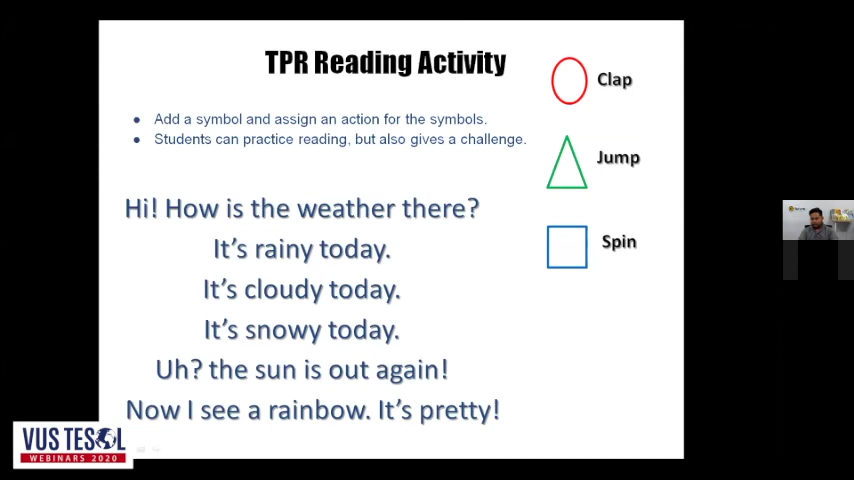 TPR Reading Activity
Clap
● Add a symbol and assign an action for the symbols.
● Students can practice reading, but also gives a challenge.
Jump
Hi! How is the weather there?
Spin
It's rainy today.
It's cloudy today.
It's snowy today.
Uh? the sun is out again!
Now I see a rainbow. It's pretty!
VUS TESOL
WEBINARS 2020